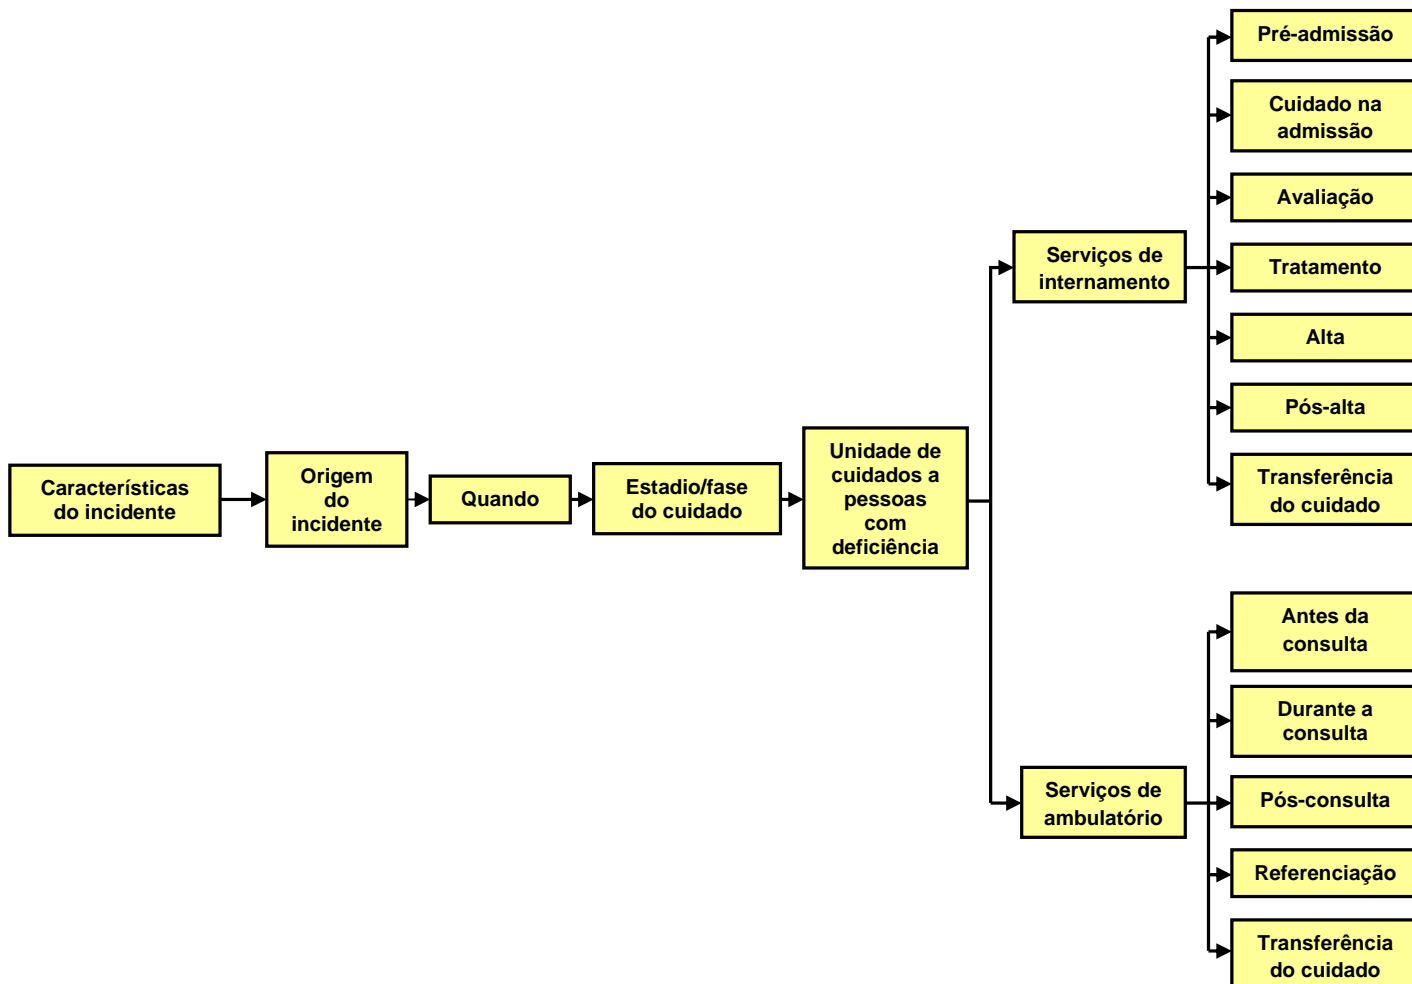 Características
do incidente
Origem
do
incidente
Quando
Estadio/fase
do cuidado
Unidade de
cuidados a
pessoas
com
deficiência
Serviços de
internamento
Pré-admissão
Cuidado na
admissão
Avaliação
Tratamento
Alta
Pós-alta
Transferência
do cuidado
Serviços de
ambulatório
Antes da
consulta
Durante a
consulta
Pós-consulta
Referenciação
Transferência
do cuidado